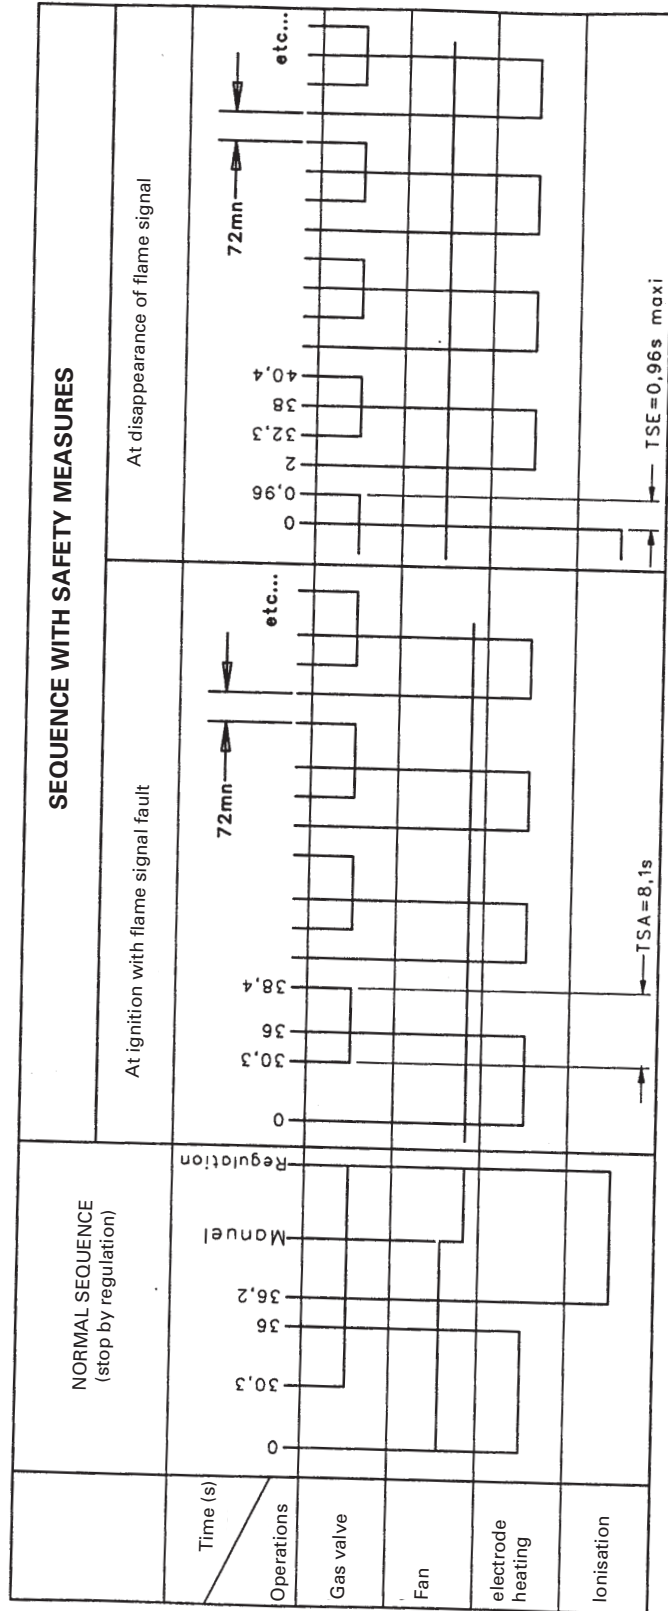 SEQUENCE WITH SAFETY MEASURES
NORMAL SEQUENCE
(stop by regulation)
At ignition with flame signal fault
At disappearance of flame signal
Time (s)
Operations
0
30,3
36
36,2
Manuel
Regulation
0
30,3
36
38,4
72mn
etc...
0
0,96
2
32,3
38
40,4
72mn
etc...
Gas valve
Fan
electrode
heating
Ionisation
TSA=8,1s
TSE=0,96s maxi